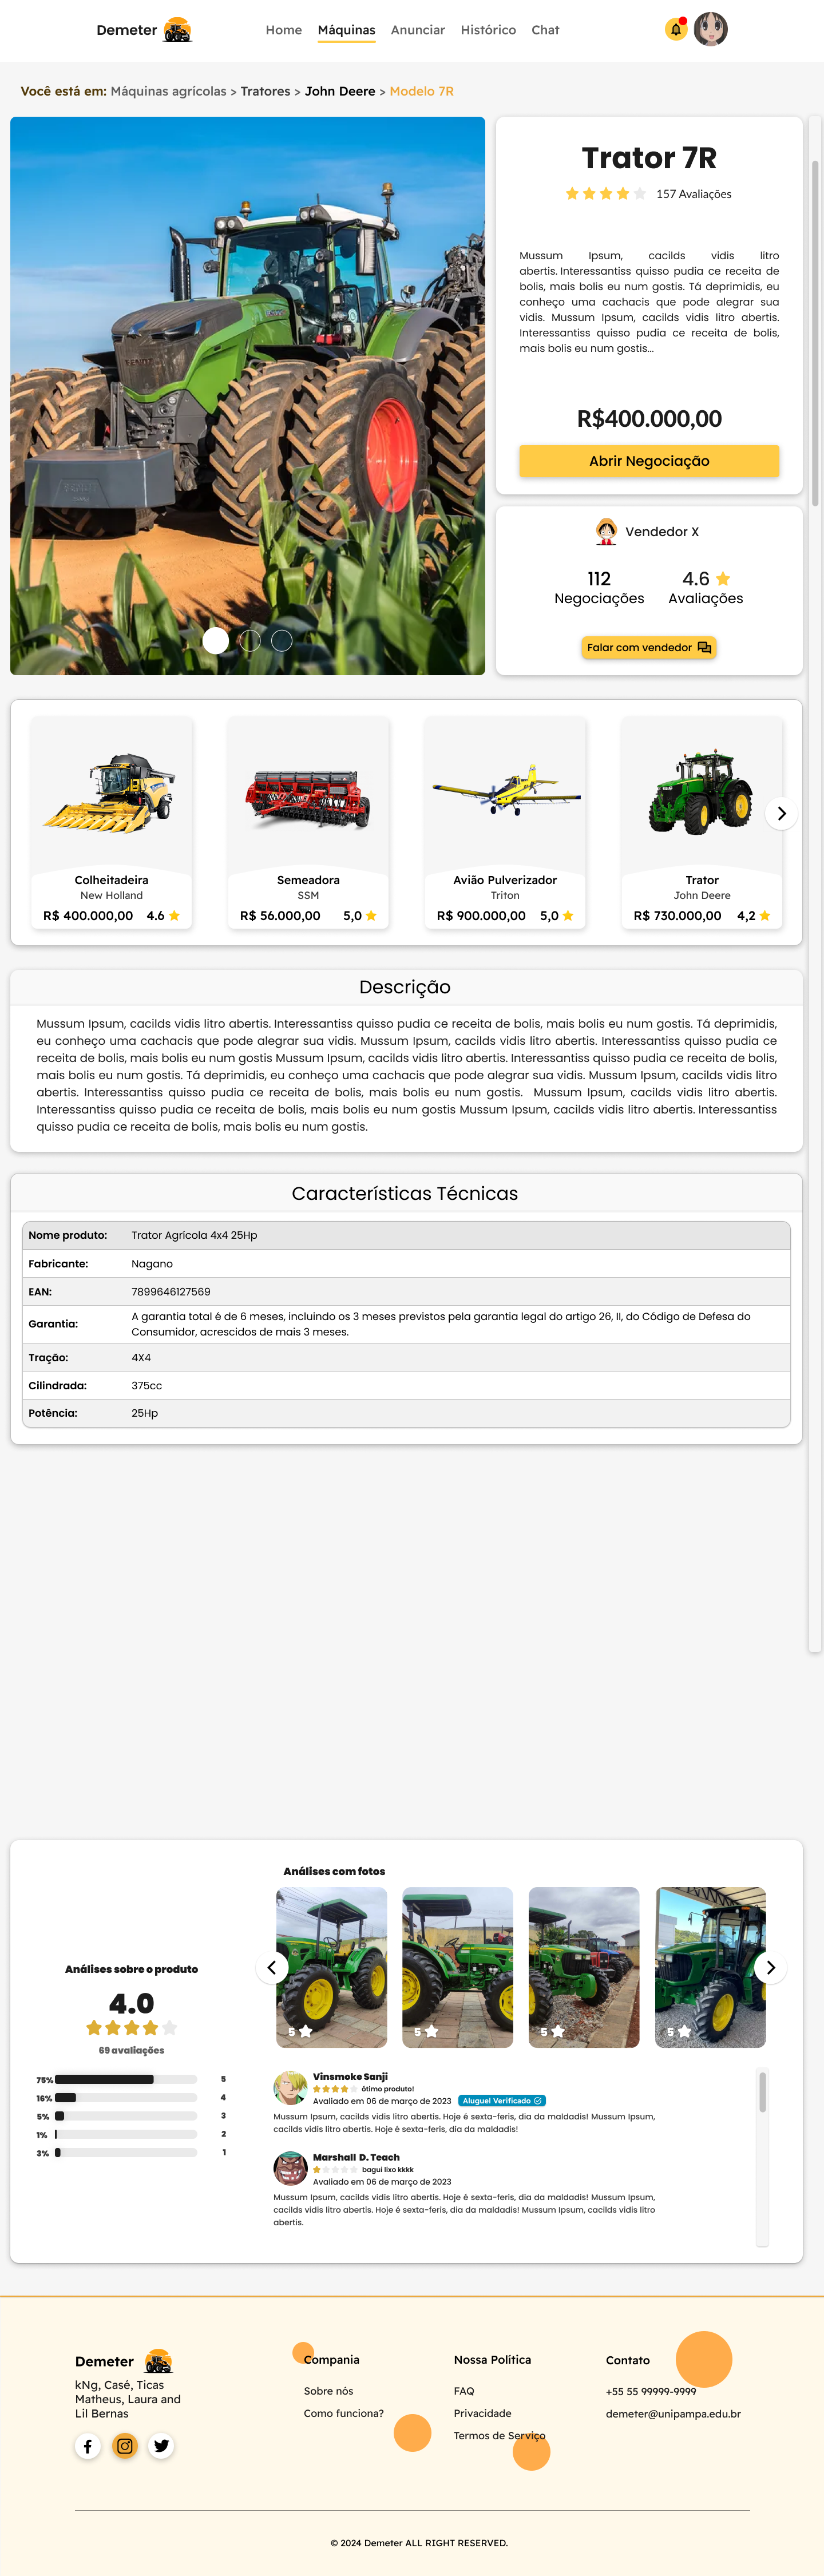 Demeter
Home Máquinas Anunciar Histórico Chat
Você está em: Máquinas agrícolas > Tratores > John Deere > Modelo 7R
FENDT
Trator 7R
157 Avaliações
Mussum Ipsum, cacilds vidis litro
abertis. Interessantiss quisso pudia ce receita de
bolis, mais bolis eu num gostis. Tá deprimidis, eu
conheço uma cachacis que pode alegrar sua
vidis. Mussum Ipsum, cacilds vidis litro abertis.
Interessantiss quisso pudia ce receita de bolis,
mais bolis eu num gostis...
R$400.000,00
Abrir Negociação
Vendedor X
112
Negociações
4.6
Avaliações
Falar com vendedor
Colheitadeira
New Holland
R$ 400.000,00 4.6
Semeadora
SSM
R$ 56.000,00 5,0
Avião Pulverizador
Triton
R$ 900.000,00 5,0
Trator
John Deere
R$ 730.000,00 4,2
Descrição
Mussum Ipsum, cacilds vidis litro abertis. Interessantiss quisso pudia ce receita de bolis, mais bolis eu num gostis. Tá deprimidis,
eu conheço uma cachacis que pode alegrar sua vidis. Mussum Ipsum, cacilds vidis litro abertis. Interessantiss quisso pudia ce
receita de bolis, mais bolis eu num gostis Mussum Ipsum, cacilds vidis litro abertis. Interessantiss quisso pudia ce receita de bolis,
mais bolis eu num gostis. Tá deprimidis, eu conheço uma cachacis que pode alegrar sua vidis. Mussum Ipsum, cacilds vidis litro
abertis. Interessantiss quisso pudia ce receita de bolis, mais bolis eu num gostis. Mussum Ipsum, cacilds vidis litro abertis.
Interessantiss quisso pudia ce receita de bolis, mais bolis eu num gostis Mussum Ipsum, cacilds vidis litro abertis. Interessantiss
quisso pudia ce receita de bolis, mais bolis eu num gostis.
Características Técnicas
Nome produto: Trator Agrícola 4x4 25Hp
Fabricante: Nagano
EAN: 7899646127569
Garantia: A garantia total é de 6 meses, incluindo os 3 meses previstos pela garantia legal do artigo 26, II, do Código de Defesa do
Consumidor, acrescidos de mais 3 meses.
Tração: 4X4
Cilindrada: 375cc
Potência: 25Hp
Análises sobre o produto
4.0
69 avaliações
75% 5
16% 4
5% 3
1% 2
3% 1
Análises com fotos
5
5
5
5
Vinsmoke Sanji
ótimo produto!
Avaliado em 06 de março 2023 Aluguel Verificado
Mussum Ipsum, cacilds vidis litro abertis. Hoje é sexta-feris, dia da maldadis! Mussum Ipsum,
cacilds vidis litro abertis. Hoje é sexta-feris, dia da maldadis!
Marshall D. Teach
bagui lixo kkkk
Avaliado em 06 de março de 2023
Mussum Ipsum, cacilds vidis litro abertis. Hoje é sexta-feris, dia da maldadis! Mussum Ipsum,
cacilds vidis litro abertis. Hoje é sexta-feris, dia da maldadis! Mussum Ipsum, cacilds vidis litro
abertis.
Demeter
kNg, Casé, Ticas
Matheus, Laura and
Lil Bernas
Compania
Sobre nós
Como funciona?
Nossa Política
FAQ
Privacidade
Termos de Serviço
Contato
+55 55 99999-9999
demeter@unipampa.edu.br
© 2024 Demeter ALL RIGHT RESERVED.